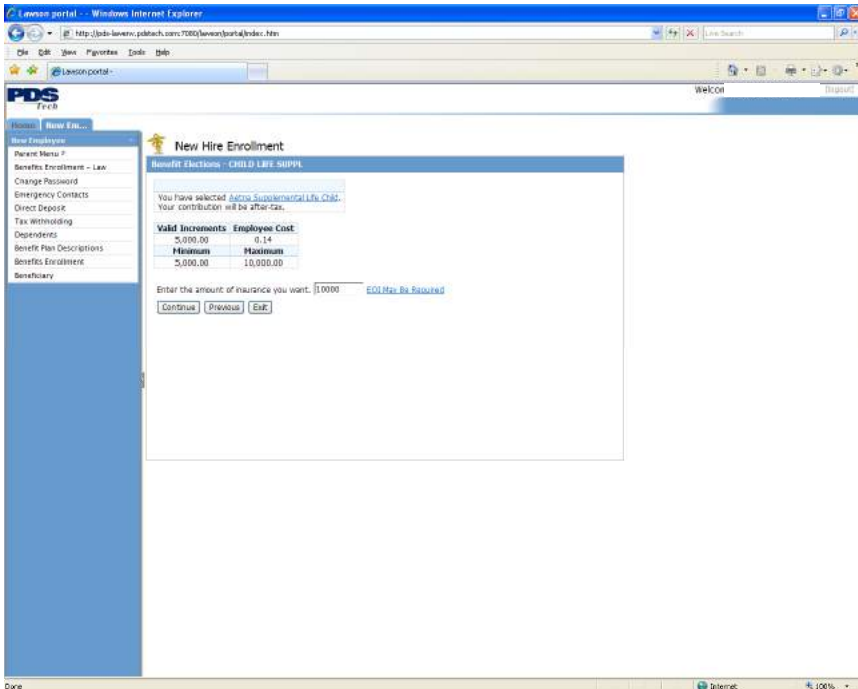 Lawson portal - - Windows Internet Explorer
http://pds-lawenv.pdstech.com:7080/lawson/portal/index.htm
Live Search
File Edit View Favorites Tools Help
Lawson portal -
PDS
Tech
Welcom
Home New Em...
New Employee
Parent Menu
Benefits Enrollment - Law
Change Password
Emergency Contacts
Direct Deposit
Tax Withholding
Dependents
Benefit Plan Descriptions
Benefits Enrollment
Beneficiary
New Hire Enrollment
Benefit Elections - CHILD LIFE SUPPL
You have selected Aetna Supplemental Life Child.
Your contribution will be after-tax.
Valid Increments Employee Cost
5,000.00 0.14
Minimum Maximum
5,000.00 10,000.00
Enter the amount of insurance you want. 10000 EOI May Be Required
Continue Previous Exit
Done Internet 100%